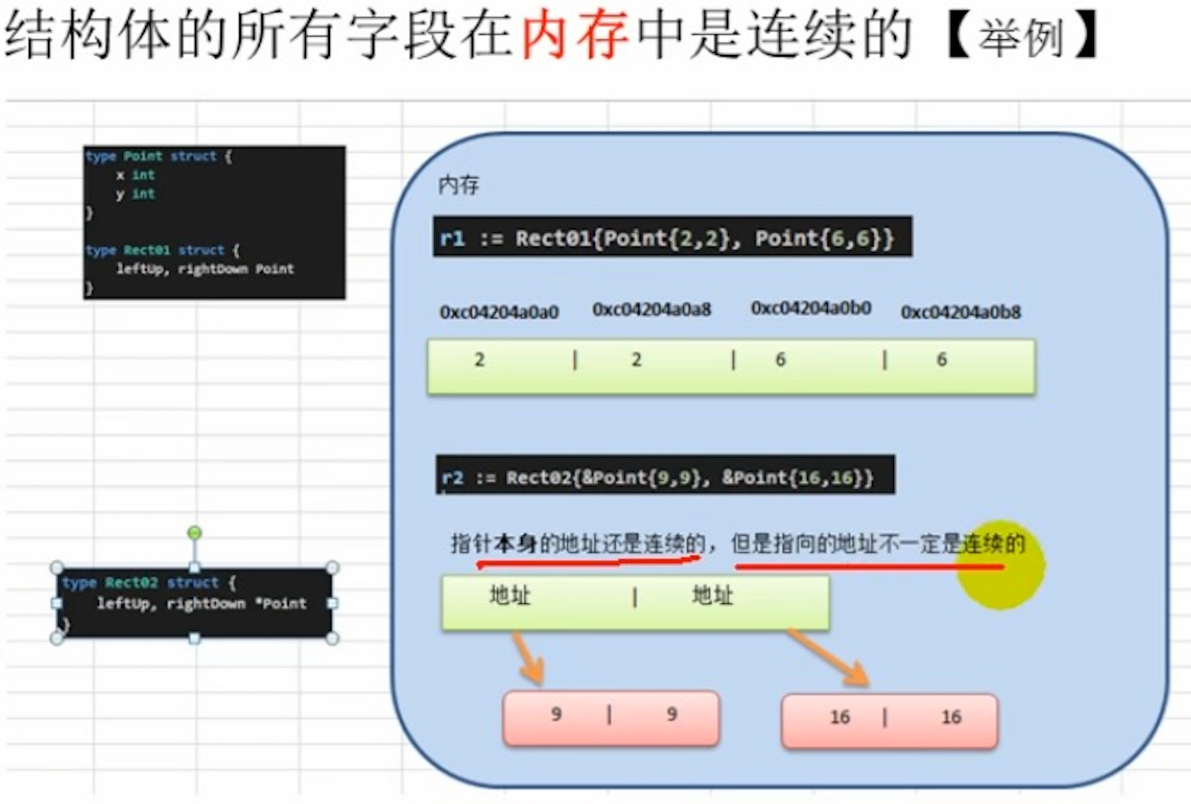 结构体的所有字段在内存中是连续的【举例】
type Point struct {
x int
y int
}
type Rect01 struct {
leftUp, rightDown Point
}
内存
r1 := Rect01{Point{2,2}, Point{6,6}}
0xc04204a0a0 0xc04204a0a8 0xc04204a0b0 0xc04204a0b8
2 | 2 | 6 | 6
r2 := Rect02{&Point{9,9}, &Point{16,16}}
指针本身的地址还是连续的，但是指向的地址不一定是连续的
type Rect02 struct {
leftUp, rightDown *Point
}
地址 | 地址
9 | 9
16 | 16